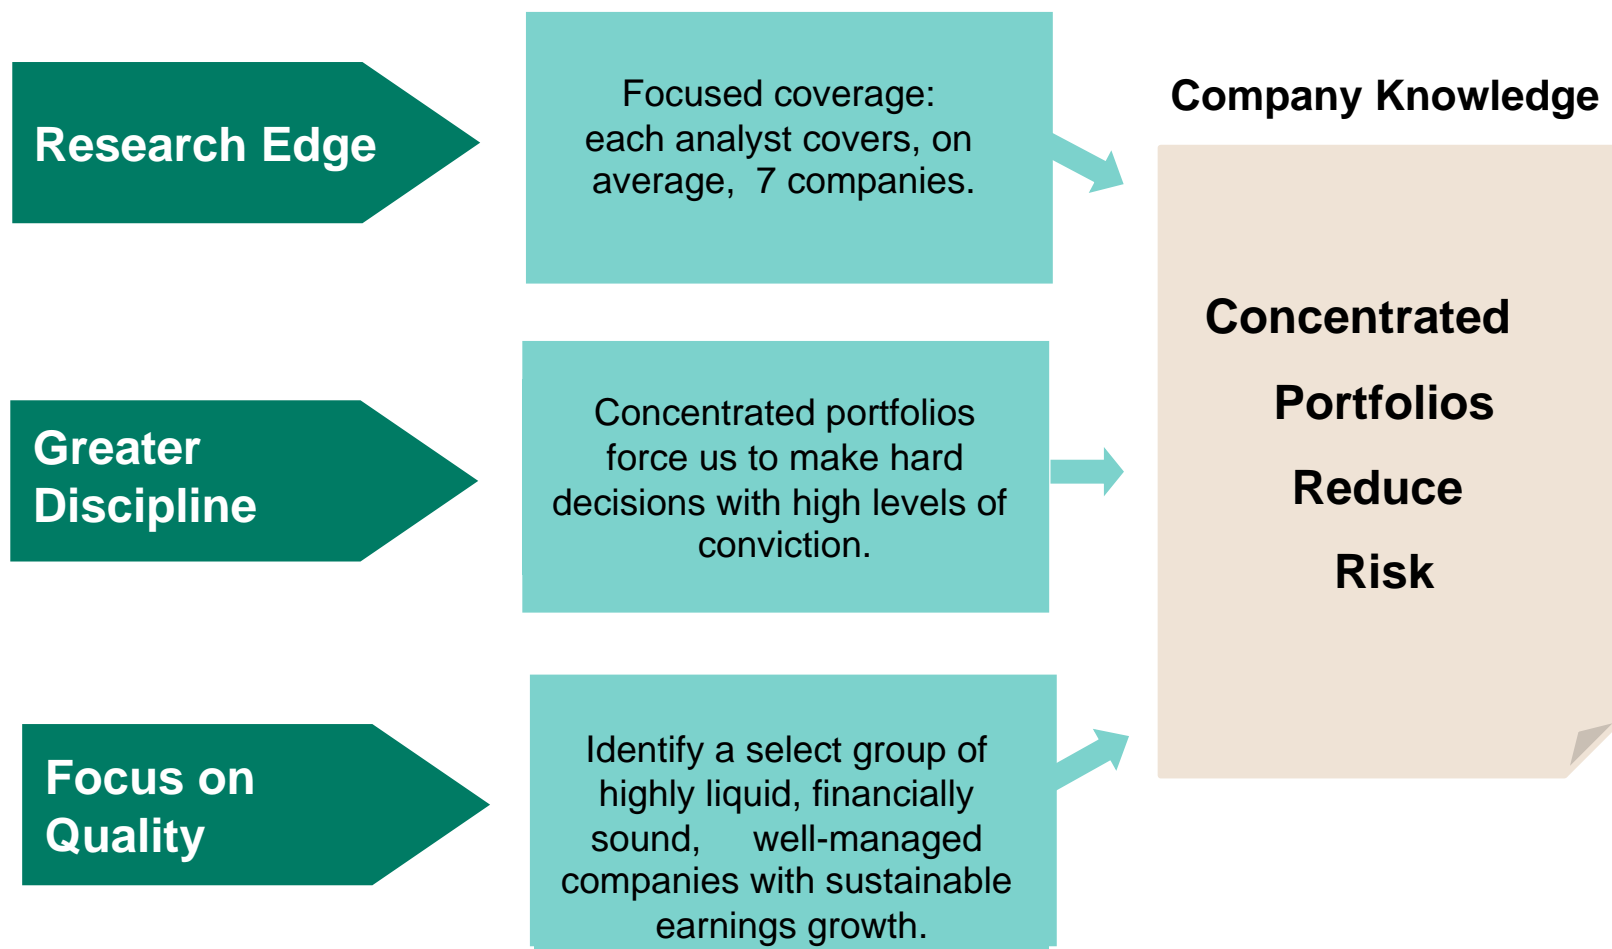 Research Edge
Focused coverage:
each analyst covers, on
average, 7 companies.
Greater
Discipline
Concentrated portfolios
force us to make hard
decisions with high levels of
conviction.
Focus on
Quality
Identify a select group of
highly liquid, financially
sound, well-managed
companies with sustainable
earnings growth.
Company Knowledge
Concentrated
Portfolios
Reduce
Risk